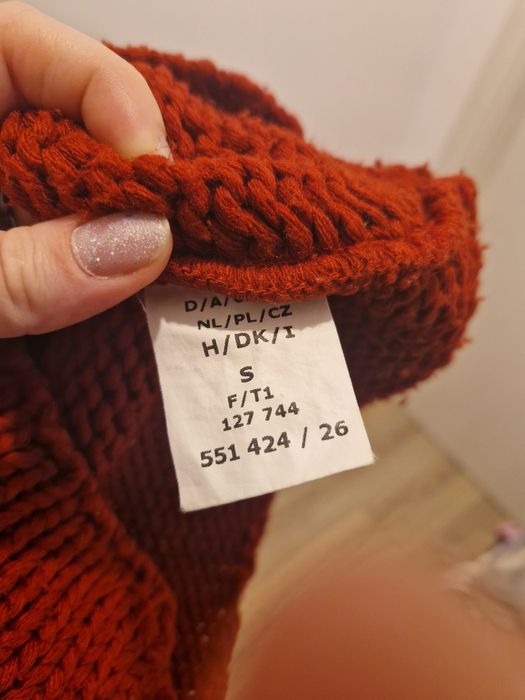 D/A/
NL/PL/CZ
H/DK/I
S
F/T1
127 744
551 424 / 26